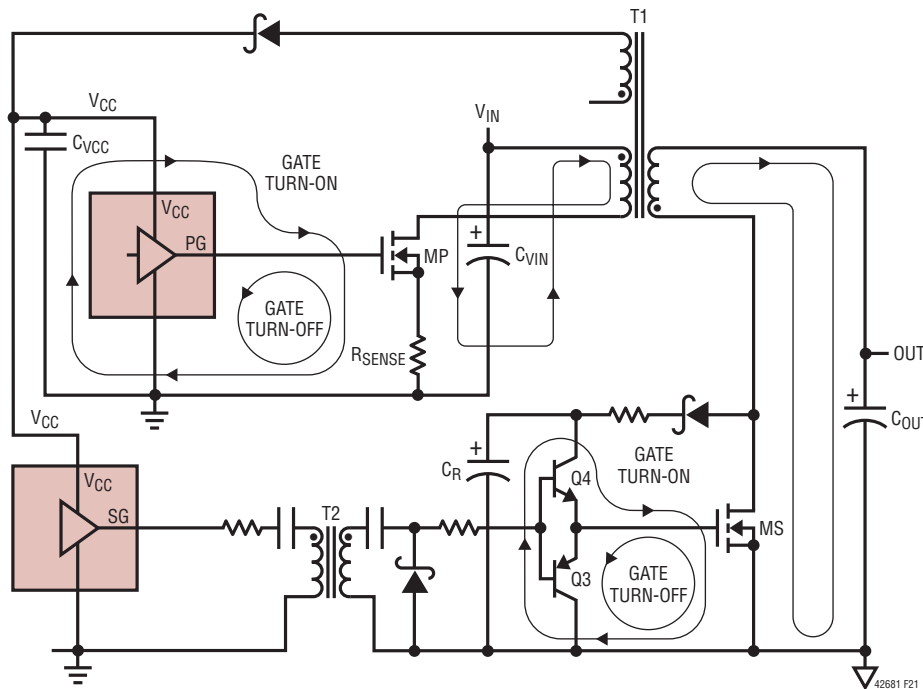 T1
VCC
VIN
CVCC
GATE
TURN-ON
VCC
PG
MP
CVIN
GATE
TURN-OFF
RSENSE
OUT
VCC
COUT
GATE
TURN-ON
CR
Q4
VCC
SG
T2
MS
Q3
GATE
TURN-OFF
42681 F21